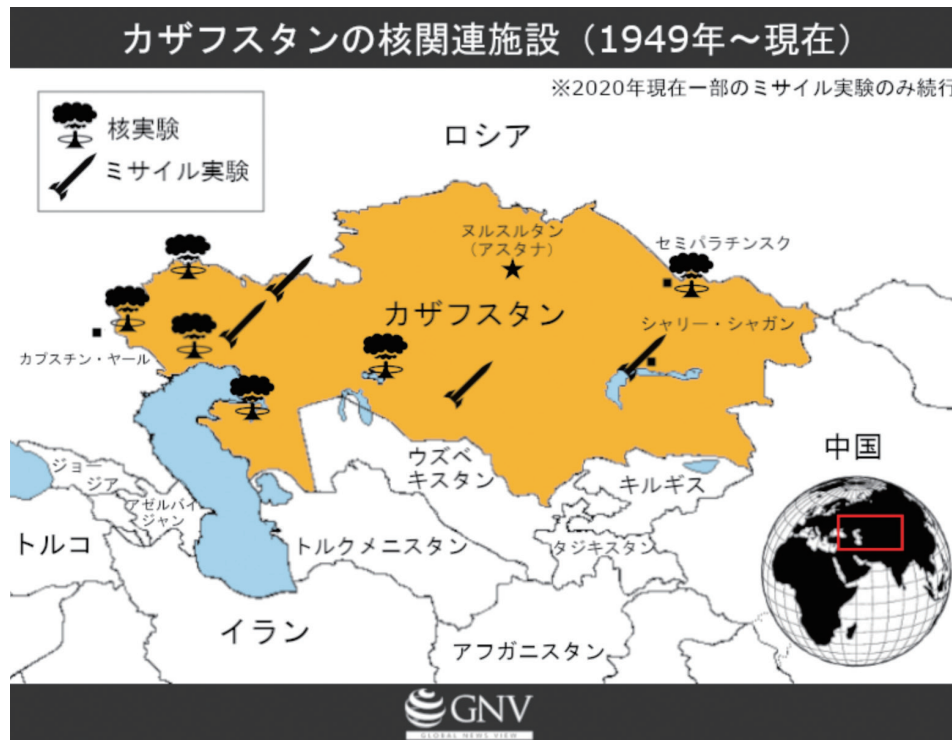 カザフスタンの核関連施設（1949年～現在）
※2020年現在一部のミサイル実験のみ続行
核実験
ミサイル実験
ロシア
ヌルスルタン
（アスタナ）
セミパラチンスク
カザフスタン
シャリー・シャガン
カプスチン・ヤール
中国
ウズベ
キスタン
キルギス
ジョー
ジア
アゼルバイ
ジャン
トルコ
トルクメニスタン
タジキスタン
イラン
アフガニスタン
GNV
GLOBAL NEWS VIEW